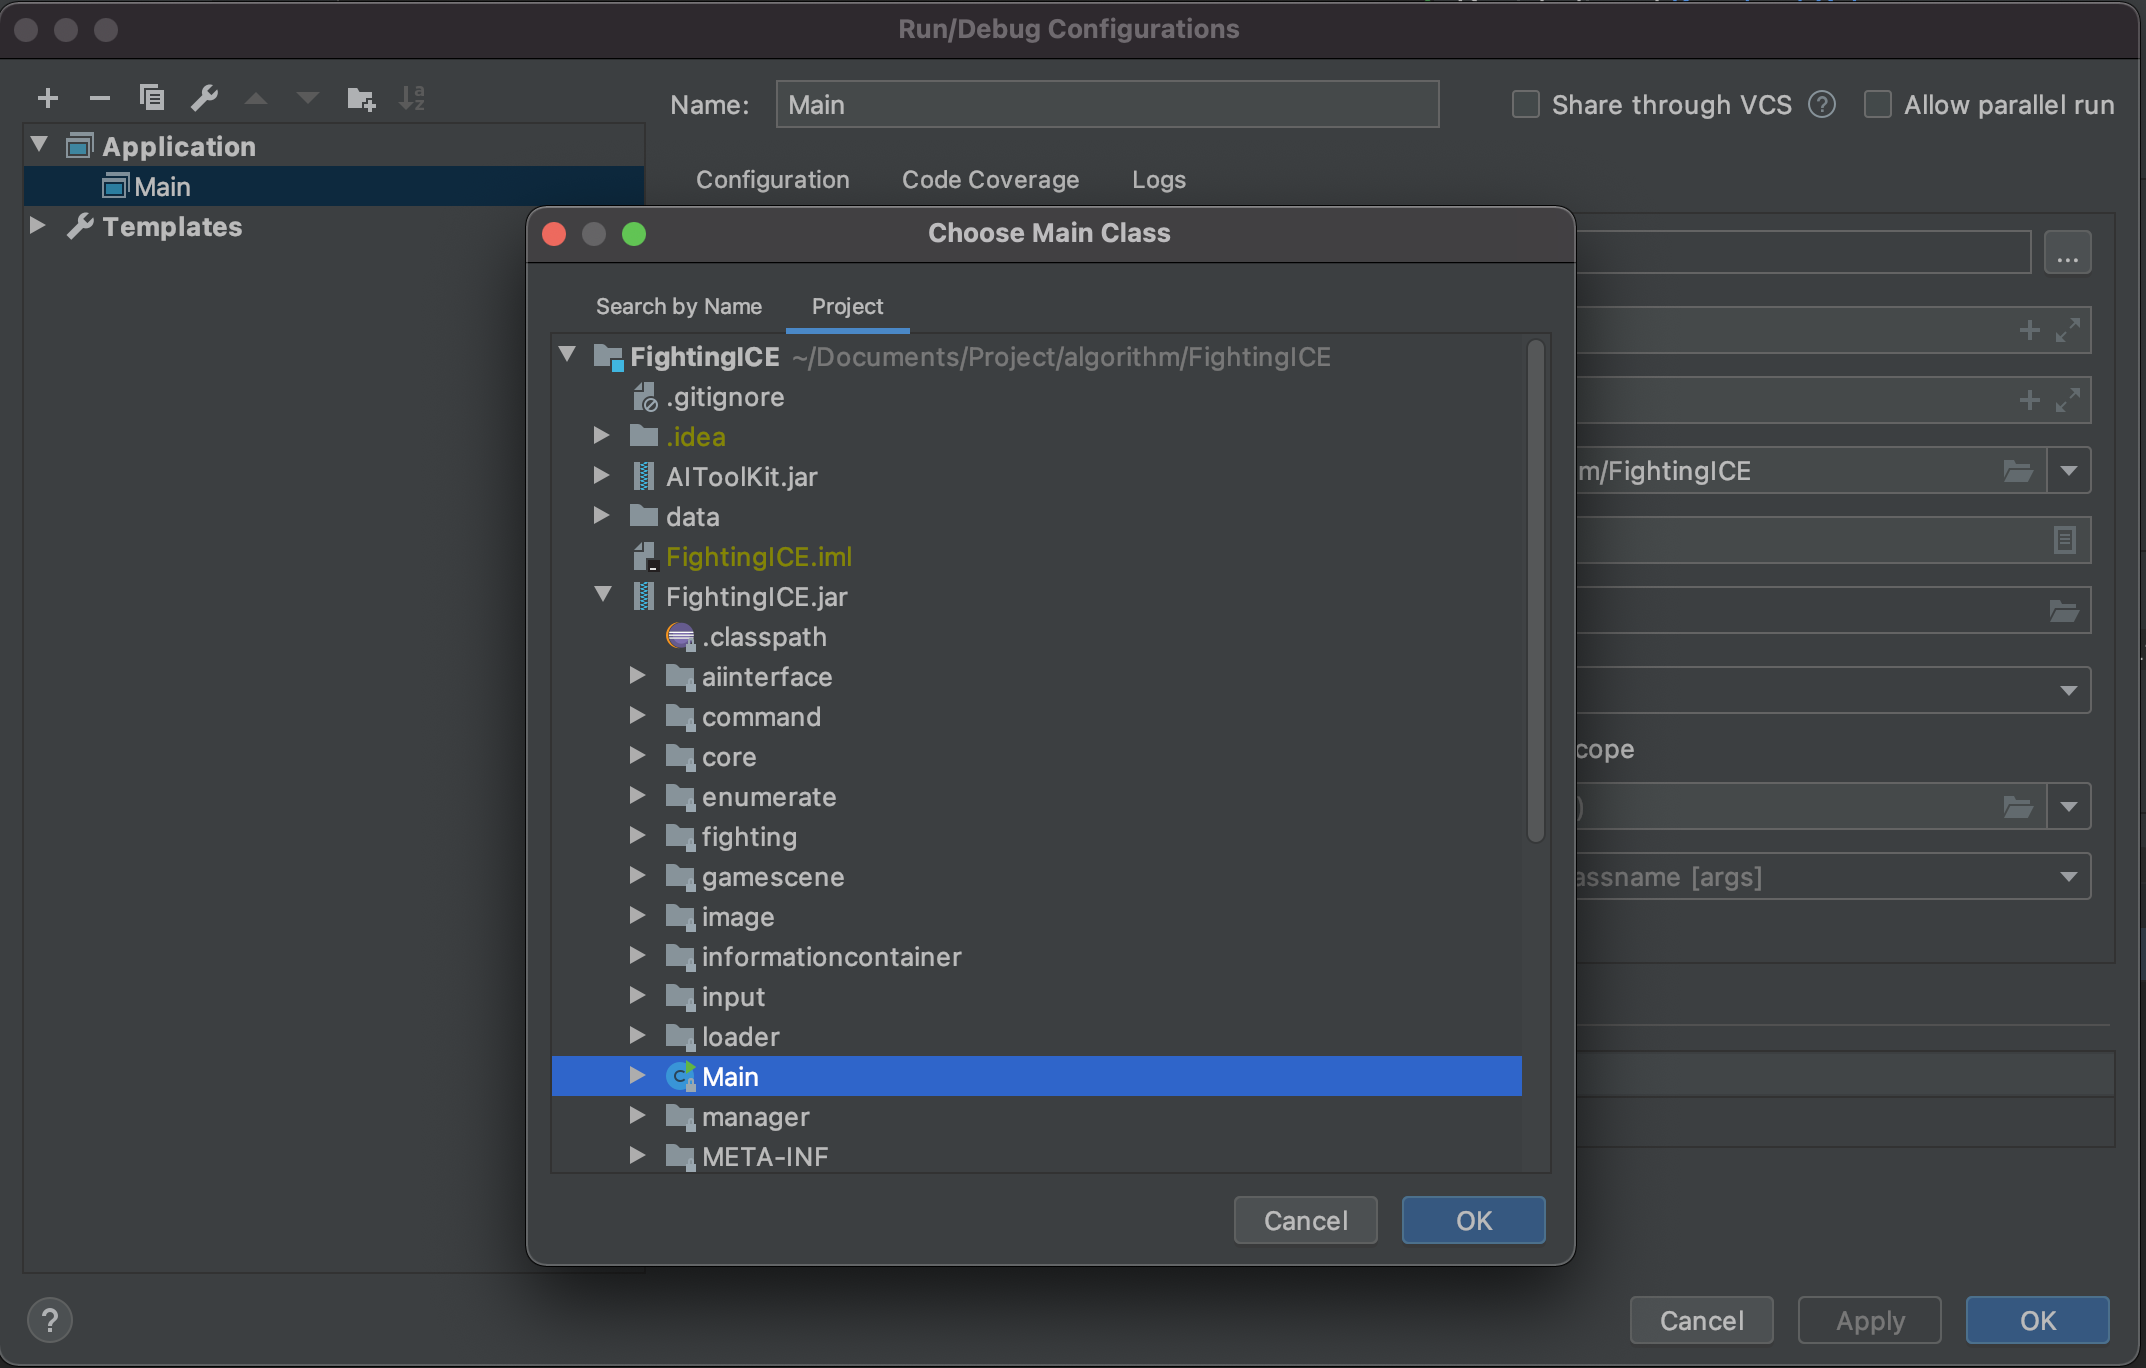 Run/Debug Configurations
Name: Main
Share through VCS ?
Allow parallel run
Application
Main
Templates
Configuration Code Coverage Logs
Choose Main Class
...
Search by Name Project
FightingICE ~/Documents/Project/algorithm/FightingICE
.gitignore
.idea
AIToolKit.jar
data
FightingICE.iml
FightingICE.jar
.classpath
aiinterface
command
core
enumerate
fighting
gamescene
image
informationcontainer
input
loader
Main
manager
META-INF
Cancel OK
m/FightingICE
cope
)
assname [args]
?
Cancel Apply OK